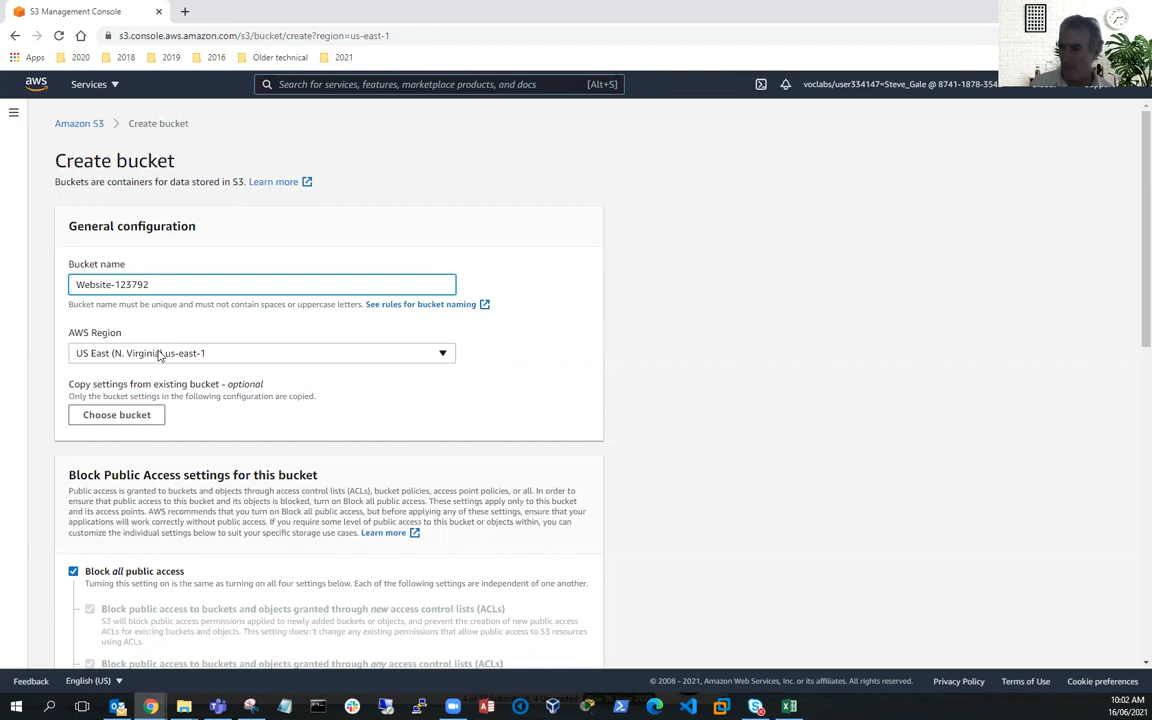 S3 Management Console
s3.console.aws.amazon.com/s3/bucket/create?region=us-east-1
Apps 2020 2018 2019 2016 Older technical 2021
aws Services Search for services, features, marketplace products, and docs [Alt+S] voclabs/user334147=Steve_Gale @ 8741-1878-354
Amazon S3 Create bucket
Create bucket
Buckets are containers for data stored in S3. Learn more
General configuration
Bucket name
Website-123792
Bucket name must be unique and must not contain spaces or uppercase letters. See rules for bucket naming
AWS Region
US East (N. Virginia) us-east-1
Copy settings from existing bucket - optional
Only the bucket settings in the following configuration are copied.
Choose bucket
Block Public Access settings for this bucket
Public access is granted to buckets and objects through access control lists (ACLs), bucket policies, access point policies, or all. In order to
ensure that public access to this bucket and its objects is blocked, turn on Block all public access. These settings apply only to this bucket
and its access points. AWS recommends that you turn on Block all public access, but before applying any of these settings, ensure that your
applications will work correctly without public access. If you require some level of public access to this bucket or objects within, you can
customize the individual settings below to suit your specific storage use cases. Learn more
Block all public access
Turning this setting on is the same as turning on all four settings below. Each of the following settings are independent of one another.
Block public access to buckets and objects granted through new access control lists (ACLs)
S3 will block public access permissions applied to newly added buckets or objects, and prevent the creation of new public access
ACLs for existing buckets and objects. This setting doesn't change any existing permissions that allow public access to S3 resources
using ACLs.
Block public access to buckets and objects granted through any access control lists (ACLs)
Feedback English (US) © 2008 - 2021, Amazon Web Services, Inc. or its affiliates. All rights reserved. Privacy Policy Terms of Use Cookie preferences
10:02 AM
16/06/2021